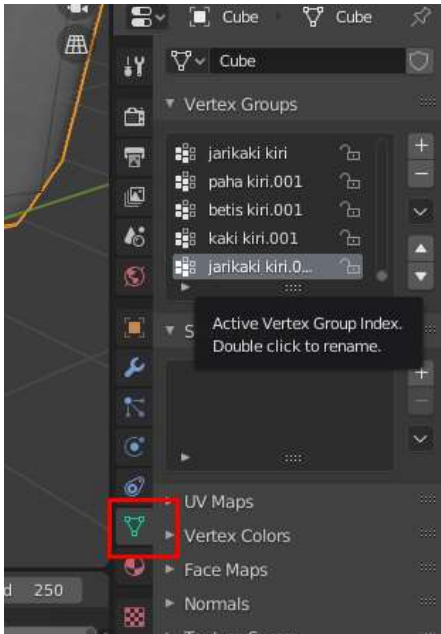 Cube Cube
Cube
Vertex Groups
jarikaki kiri
paha kiri.001
betis kiri.001
kaki kiri.001
jarikaki kiri.0...
S
Active Vertex Group Index.
Double click to rename.
UV Maps
Vertex Colors
Face Maps
Normals
d 250